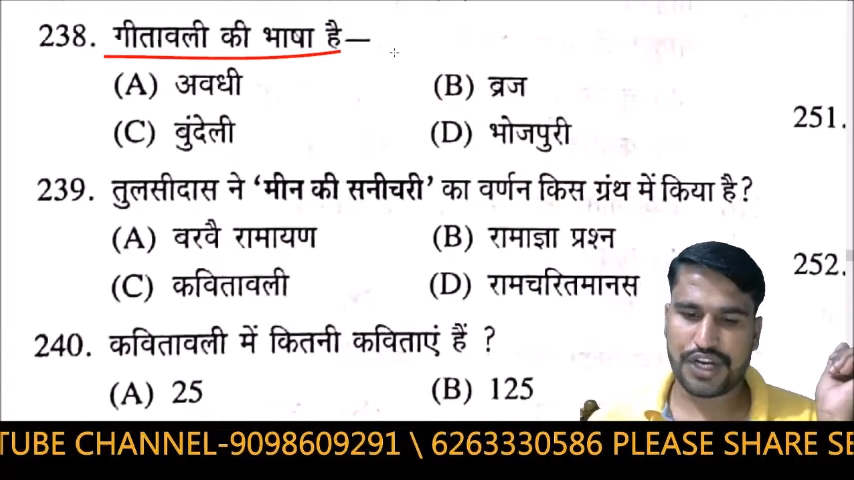 238. गीतावली की भाषा है—
(A) अवधी (B) व्रज
(C) वुंदेली (D) भोजपुरी
251.
239. तुलसीदास ने ‘मीन की सनीचरी’ का वर्णन किस ग्रंथ में किया है?
(A) वरवै रामायण (B) रामाज्ञा प्रश्न
252.
(C) कवितावली (D) रामचरितमानस
240. कवितावली में कितनी कविताएं हैं ?
(A) 25 (B) 125
TUBE CHANNEL-9098609291 \ 6263330586 PLEASE SHARE SE